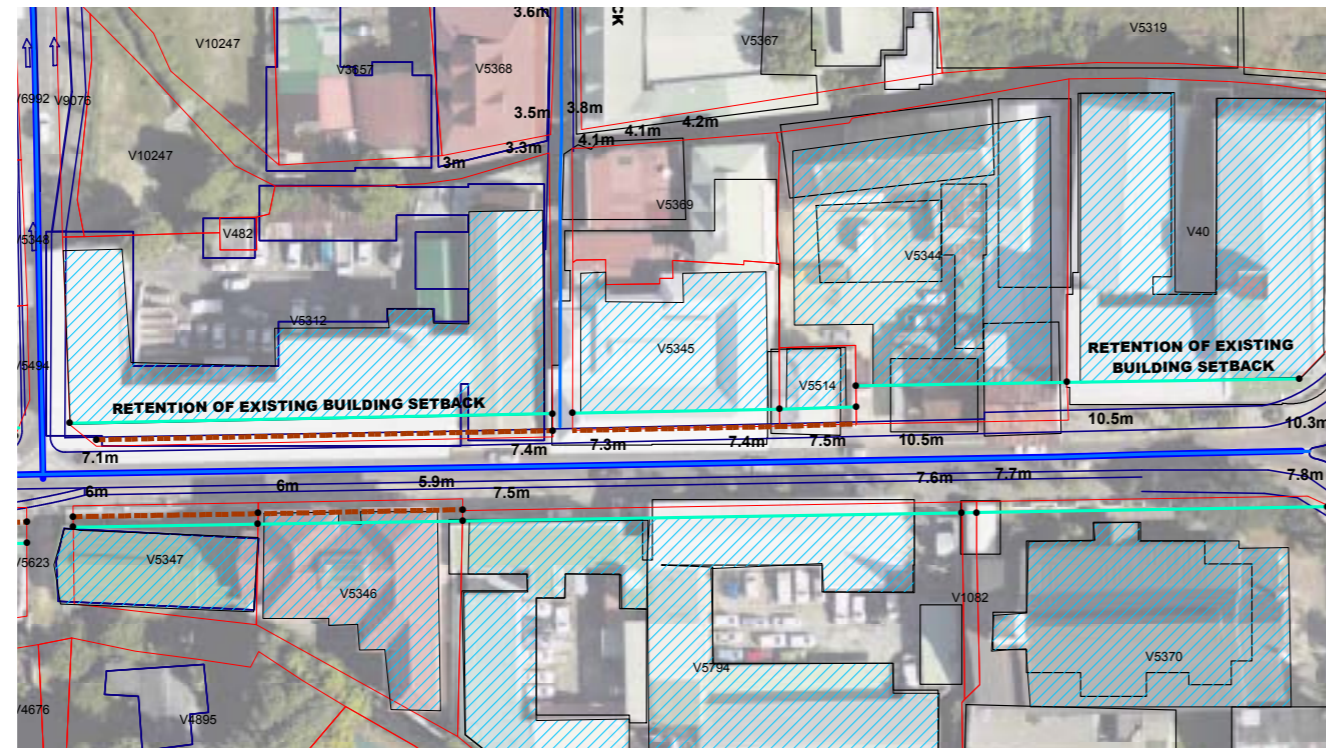 3.6m
CK
V10247
V3657
V5368
V5367
V5319
V6992
V9076
3.5m
3.8m
4.1m
4.1m
4.2m
3.3m
3m
V10247
V482
V5369
V5344
V40
V5348
V5312
V5345
V5494
V5514
RETENTION OF EXISTING
BUILDING SETBACK
RETENTION OF EXISTING BUILDING SETBACK
7.1m
7.4m
7.3m
7.4m
7.5m
10.5m
10.5m
10.3m
6m
6m
5.9m
7.5m
7.6m
7.7m
7.8m
V5623
V5347
V5346
V1082
V5794
V5370
V4676
V4895